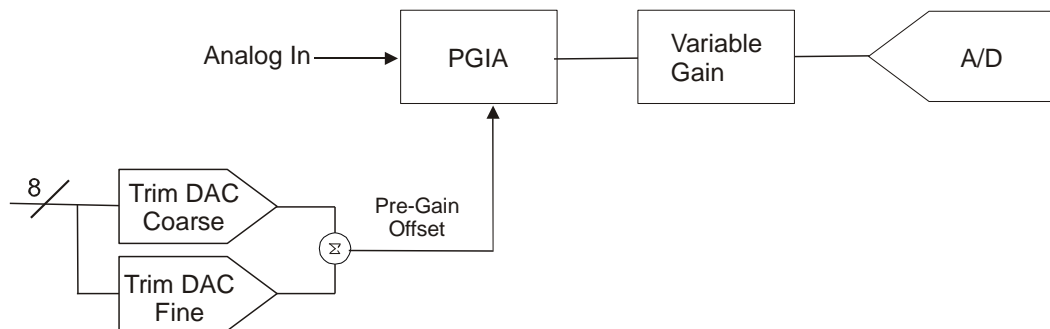 Analog In
PGIA
Variable
Gain
A/D
8
Trim DAC
Coarse
Pre-Gain
Offset
Σ
Trim DAC
Fine